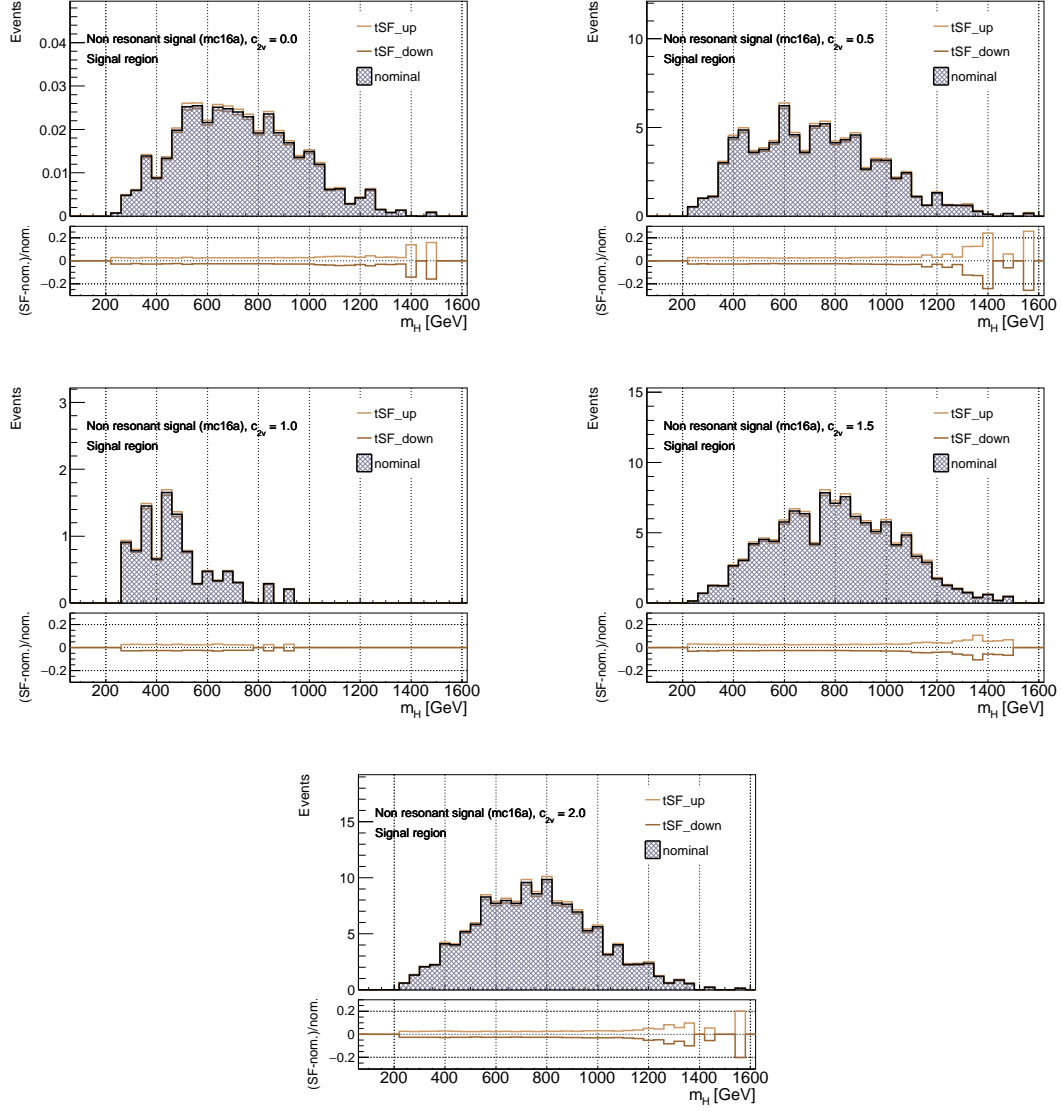 Events
0.04
0.03
0.02
0.01
0
Non resonant signal (mc16a), c2v = 0.0
Signal region
tSF_up
tSF_down
nominal
(SF-nom.)/nom.
0.2
0
−0.2
200 400 600 800 1000 1200 1400 1600
mH [GeV]
Events
10
5
0
Non resonant signal (mc16a), c2v = 0.5
Signal region
tSF_up
tSF_down
nominal
(SF-nom.)/nom.
0.2
0
−0.2
200 400 600 800 1000 1200 1400 1600
mH [GeV]
Events
3
2
1
0
Non resonant signal (mc16a), c2v = 1.0
Signal region
tSF_up
tSF_down
nominal
(SF-nom.)/nom.
0.2
0
−0.2
200 400 600 800 1000 1200 1400 1600
mH [GeV]
Events
15
10
5
0
Non resonant signal (mc16a), c2v = 1.5
Signal region
tSF_up
tSF_down
nominal
(SF-nom.)/nom.
0.2
0
−0.2
200 400 600 800 1000 1200 1400 1600
mH [GeV]
Events
15
10
5
0
Non resonant signal (mc16a), c2v = 2.0
Signal region
tSF_up
tSF_down
nominal
(SF-nom.)/nom.
0.2
0
−0.2
200 400 600 800 1000 1200 1400 1600
mH [GeV]